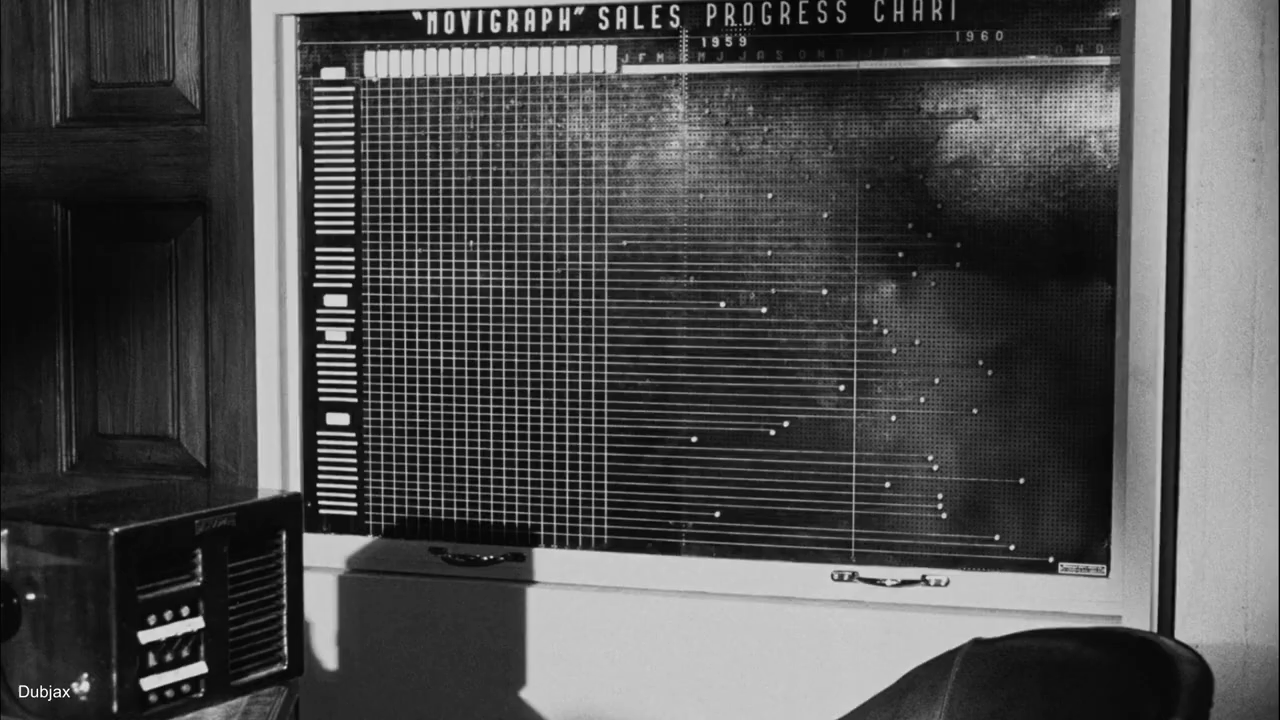 "MOVIGRAPH" SALES PROGRESS CHART
1959
1960
J F M A M J J A S O N D
O N D
Dubjax